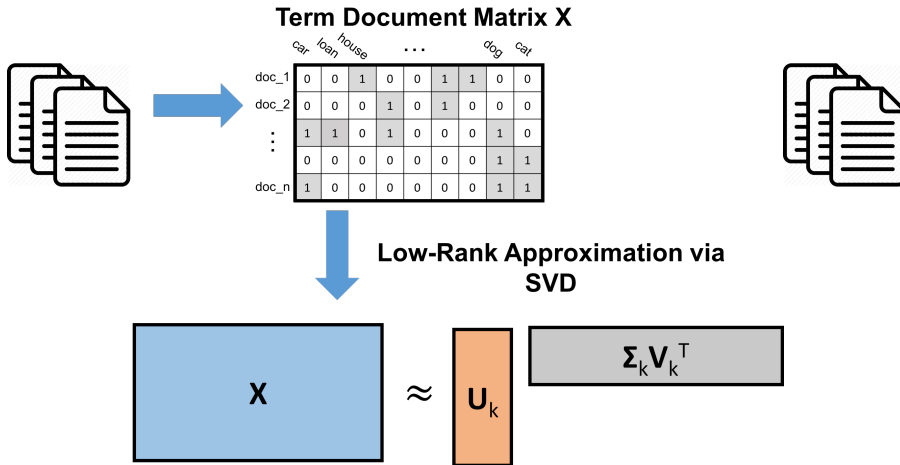 Term Document Matrix X
car loan house ... dog cat
doc_1 0 0 1 0 0 1 1 0 0
doc_2 0 0 0 1 0 1 0 0 0
⋮ 1 1 0 1 0 0 0 1 0
0 0 0 0 0 0 0 1 1
doc_n 1 0 0 0 0 0 0 1 1
Low-Rank Approximation via
SVD
X ≈ U_k Σ_k V_k^T